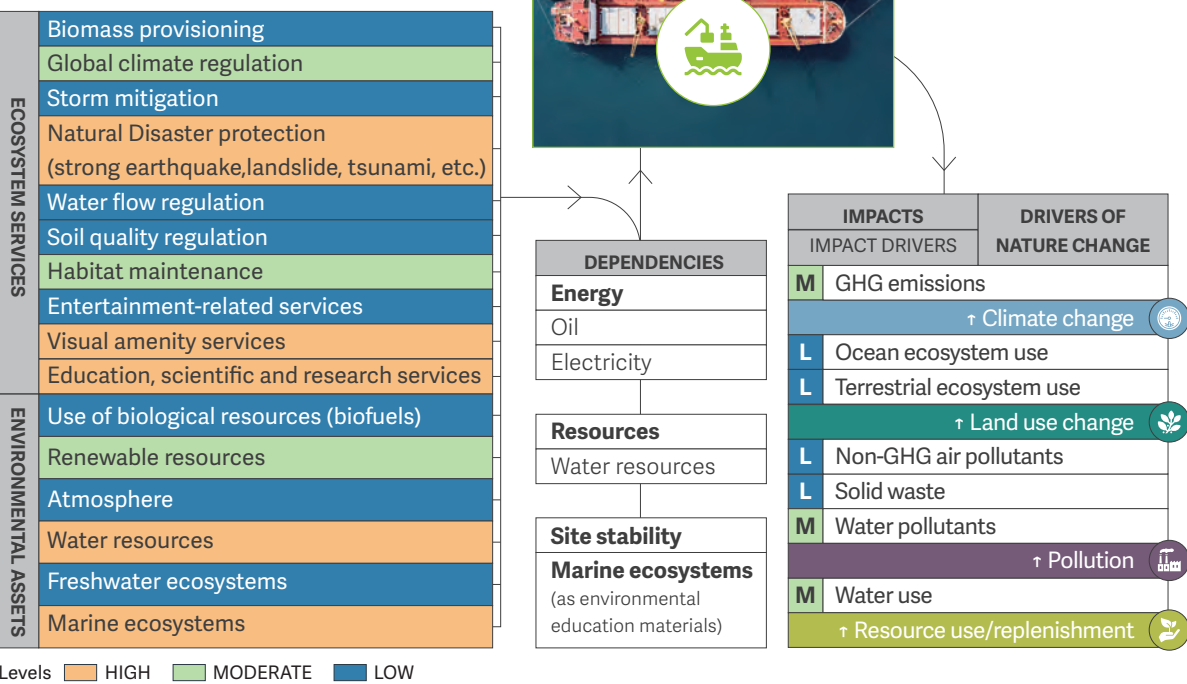 ECOSYSTEM SERVICES
Biomass provisioning
Global climate regulation
Storm mitigation
Natural Disaster protection
(strong earthquake,landslide, tsunami, etc.)
Water flow regulation
Soil quality regulation
Habitat maintenance
Entertainment-related services
Visual amenity services
Education, scientific and research services
ENVIRONMENTAL ASSETS
Use of biological resources (biofuels)
Renewable resources
Atmosphere
Water resources
Freshwater ecosystems
Marine ecosystems
Levels HIGH MODERATE LOW
DEPENDENCIES
Energy
Oil
Electricity
Resources
Water resources
Site stability
Marine ecosystems
(as environmental
education materials)
IMPACTS
IMPACT DRIVERS
DRIVERS OF
NATURE CHANGE
M GHG emissions
↑ Climate change
L Ocean ecosystem use
L Terrestrial ecosystem use
↑ Land use change
L Non-GHG air pollutants
L Solid waste
M Water pollutants
↑ Pollution
M Water use
↑ Resource use/replenishment